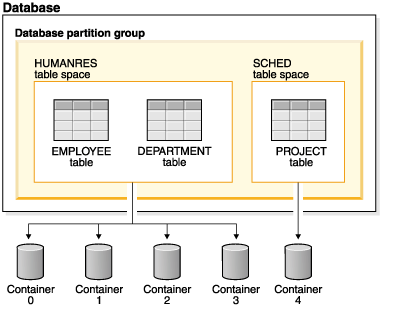 Database
Database partition group
HUMANRES
table space
SCHED
table space
EMPLOYEE
table
DEPARTMENT
table
PROJECT
table
Container
0
Container
1
Container
2
Container
3
Container
4